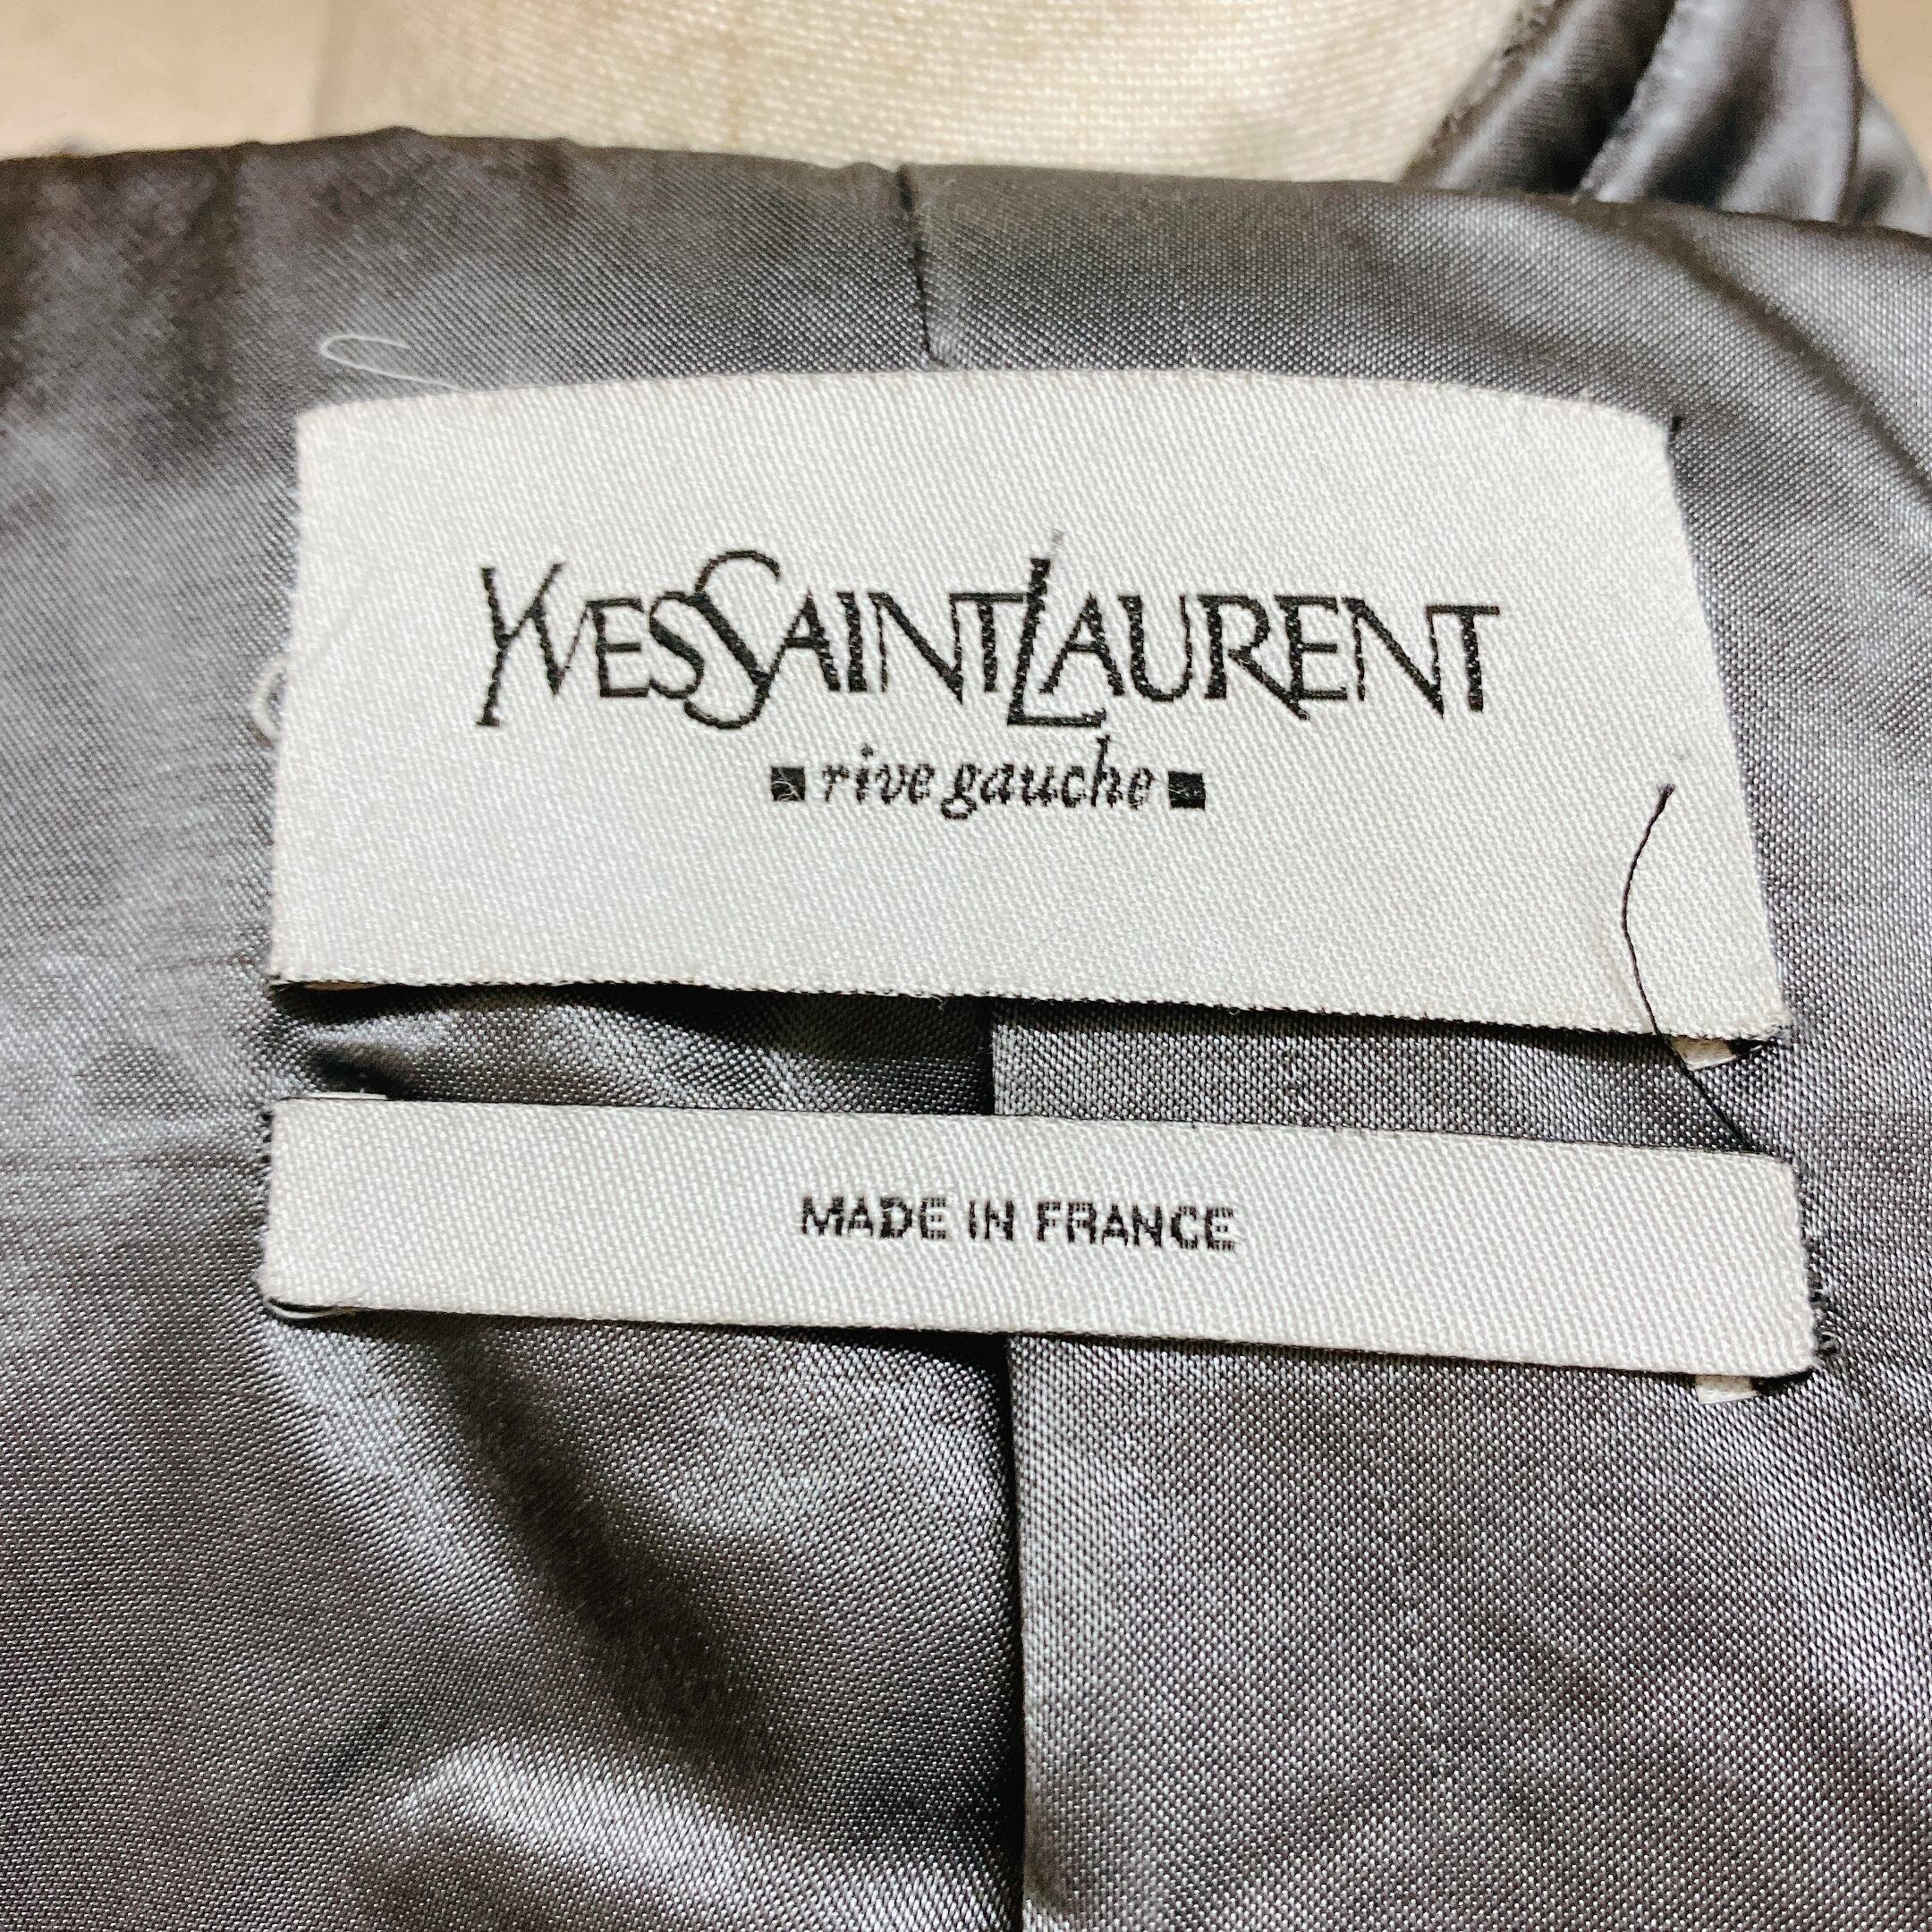 YVESSAINTLAURENT
rive gauche
MADE IN FRANCE